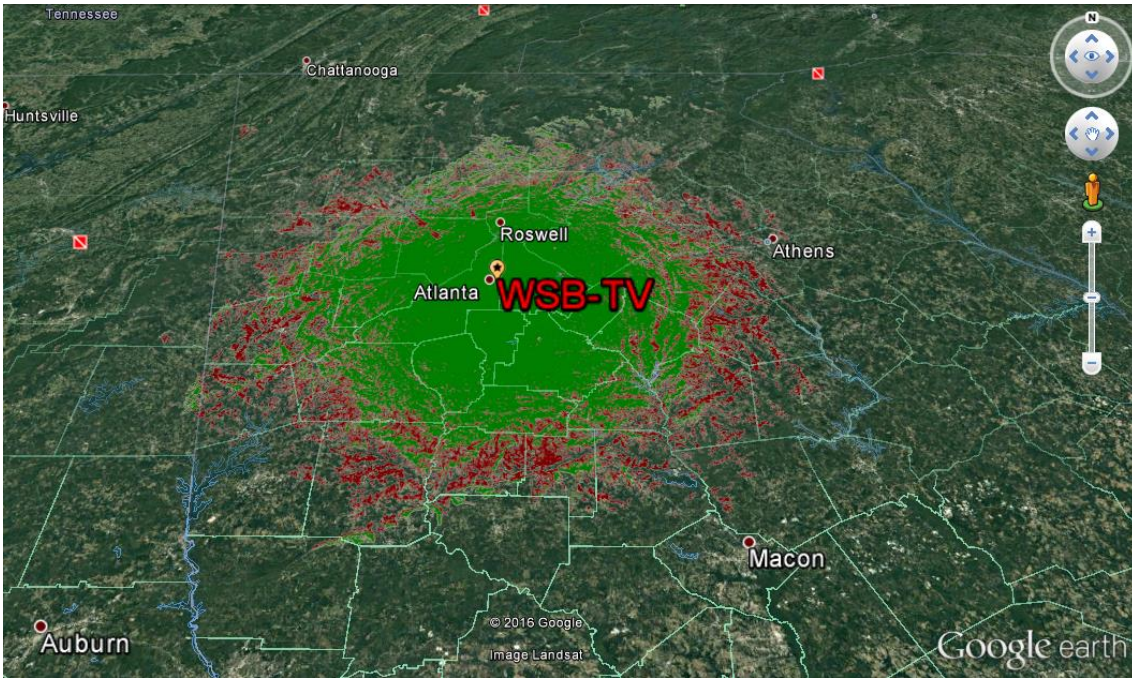 Tennessee
Chattanooga
Huntsville
N
Roswell
Athens
Atlanta
WSB-TV
Macon
Auburn
© 2016 Google
Image Landsat
Google earth